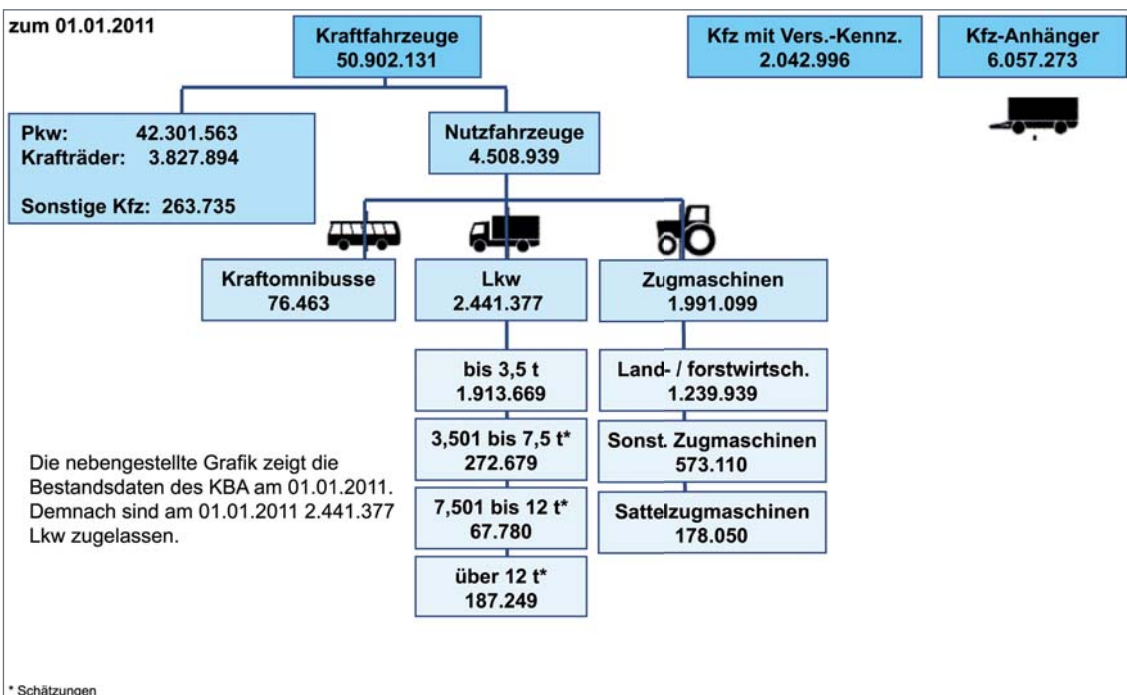 zum 01.01.2011
Kraftfahrzeuge
50.902.131
Kfz mit Vers.-Kennz.
2.042.996
Kfz-Anhänger
6.057.273
Pkw: 42.301.563
Krafträder: 3.827.894
Sonstige Kfz: 263.735
Nutzfahrzeuge
4.508.939
Kraftomnibusse
76.463
Lkw
2.441.377
Zugmaschinen
1.991.099
bis 3,5 t
1.913.669
3,501 bis 7,5 t*
272.679
7,501 bis 12 t*
67.780
über 12 t*
187.249
Land- / forstwirtsch.
1.239.939
Sonst. Zugmaschinen
573.110
Sattelzugmaschinen
178.050
Die nebengestellte Grafik zeigt die
Bestandsdaten des KBA am 01.01.2011.
Demnach sind am 01.01.2011 2.441.377
Lkw zugelassen.
* Schätzungen